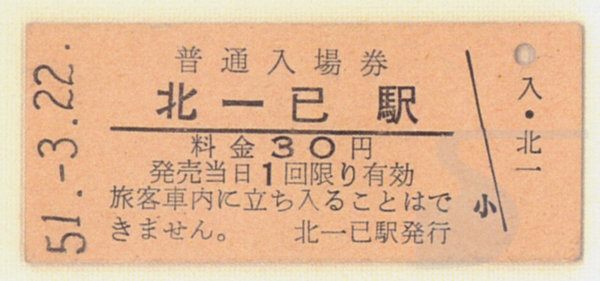 51.-3.22.
普通入場券
北一已駅
料金30円
発売当日1回限り有効
旅客車内に立ち入ることはで
きません。 北一已駅発行
小
入・北一